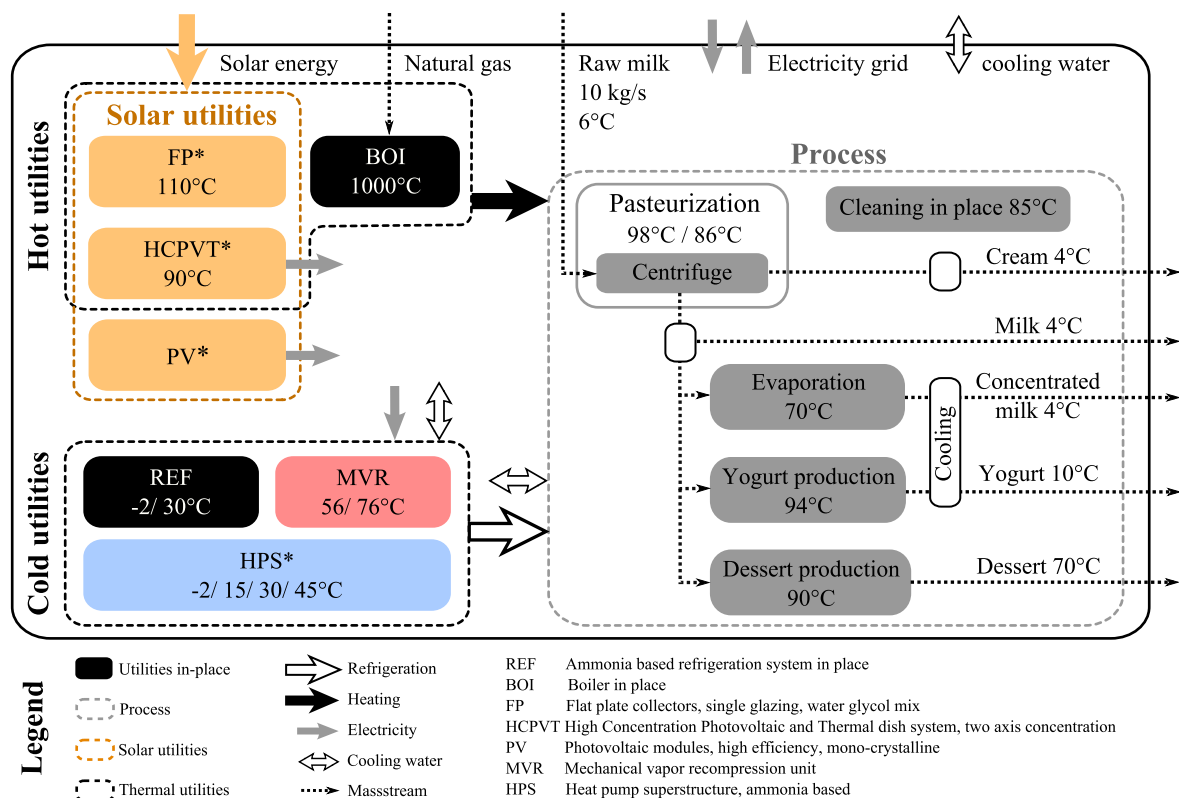 Solar energy
Natural gas
Raw milk
10 kg/s
6°C
Electricity grid
cooling water
Hot utilities
Solar utilities
FP*
110°C
BOI
1000°C
HCPVT*
90°C
PV*
Process
Pasteurization
98°C / 86°C
Centrifuge
Cleaning in place 85°C
Cream 4°C
Milk 4°C
Evaporation
70°C
Concentrated
milk 4°C
Cooling
Yogurt production
94°C
Yogurt 10°C
Dessert production
90°C
Dessert 70°C
Cold utilities
REF
-2/ 30°C
MVR
56/ 76°C
HPS*
-2/ 15/ 30/ 45°C
Legend
Utilities in-place
Process
Solar utilities
Thermal utilities
Refrigeration
Heating
Electricity
Cooling water
Massstream
REF Ammonia based refrigeration system in place
BOI Boiler in place
FP Flat plate collectors, single glazing, water glycol mix
HCPVT High Concentration Photovoltaic and Thermal dish system, two axis concentration
PV Photovoltaic modules, high efficiency, mono-crystalline
MVR Mechanical vapor recompression unit
HPS Heat pump superstructure, ammonia based